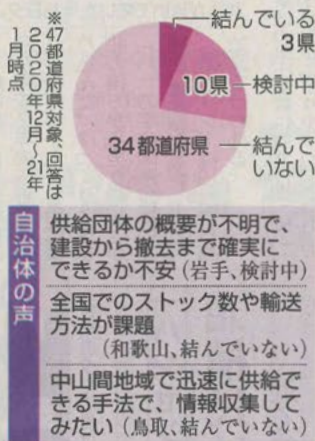 結んでいる
3県
10県
検討中
34都道府県
結んで
いない
※47都道府県対象、回答は
2020年12月～21年
1月時点
自治体の声
供給団体の概要が不明で、
建設から撤去まで確実に
できるか不安(岩手、検討中)
全国でのストック数や輸送
方法が課題
(和歌山、結んでいない)
中山間地域で迅速に供給で
きる手法で、情報収集して
みたい(鳥取、結んでいない)